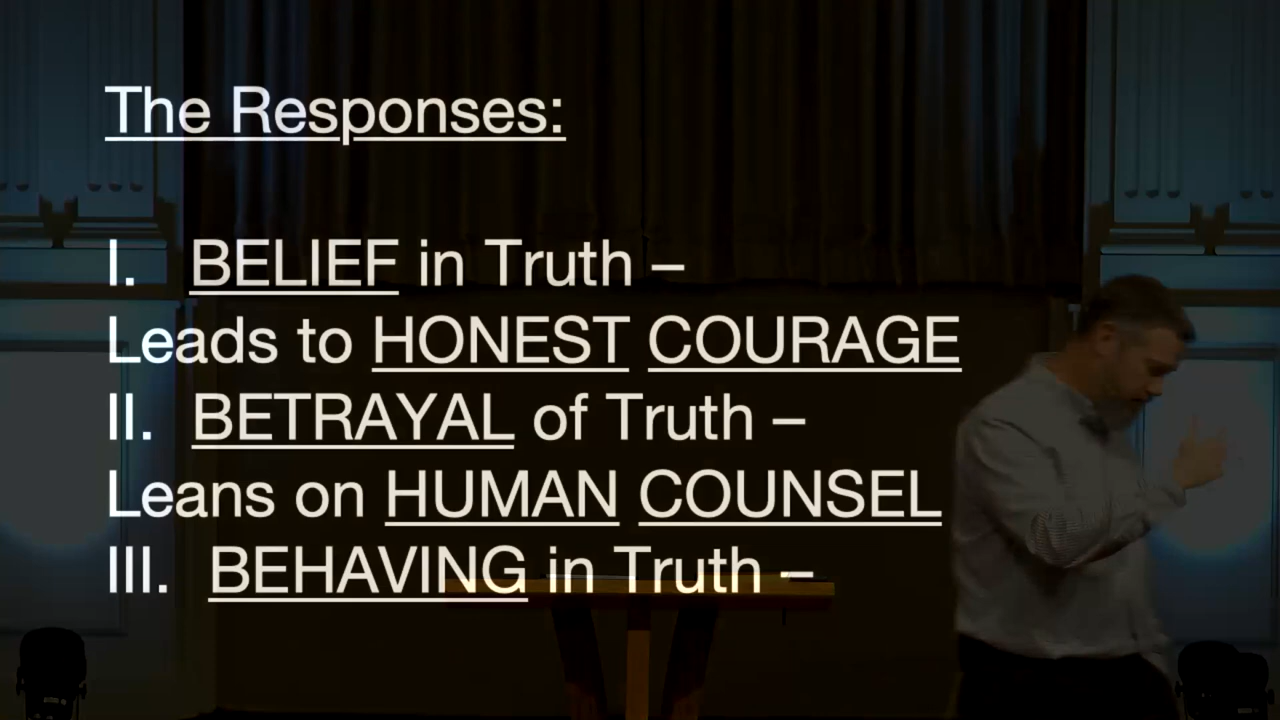 The Responses:
I. BELIEF in Truth –
Leads to HONEST COURAGE
II. BETRAYAL of Truth –
Leans on HUMAN COUNSEL
III. BEHAVING in Truth –